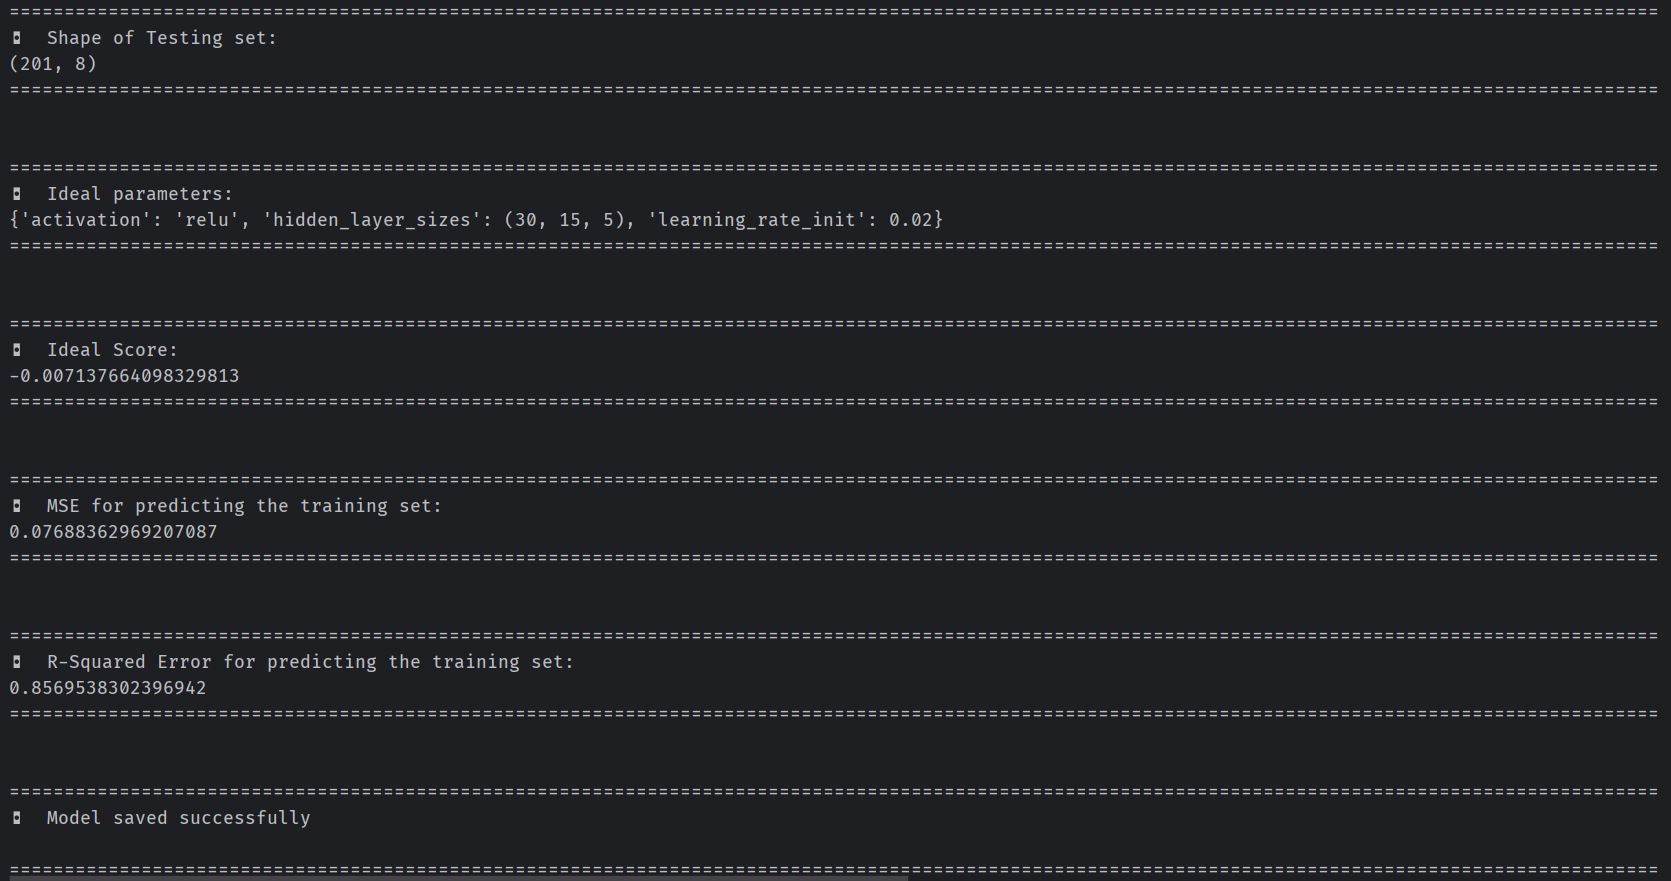 ======================================================================================================================================================
◘  Shape of Testing set:
(201, 8)
======================================================================================================================================================
======================================================================================================================================================
◘  Ideal parameters:
{'activation': 'relu', 'hidden_layer_sizes': (30, 15, 5), 'learning_rate_init': 0.02}
======================================================================================================================================================
======================================================================================================================================================
◘  Ideal Score:
-0.007137664098329813
======================================================================================================================================================
======================================================================================================================================================
◘  MSE for predicting the training set:
0.07688362969207087
======================================================================================================================================================
======================================================================================================================================================
◘  R-Squared Error for predicting the training set:
0.8569538302396942
======================================================================================================================================================
======================================================================================================================================================
◘  Model saved successfully
======================================================================================================================================================